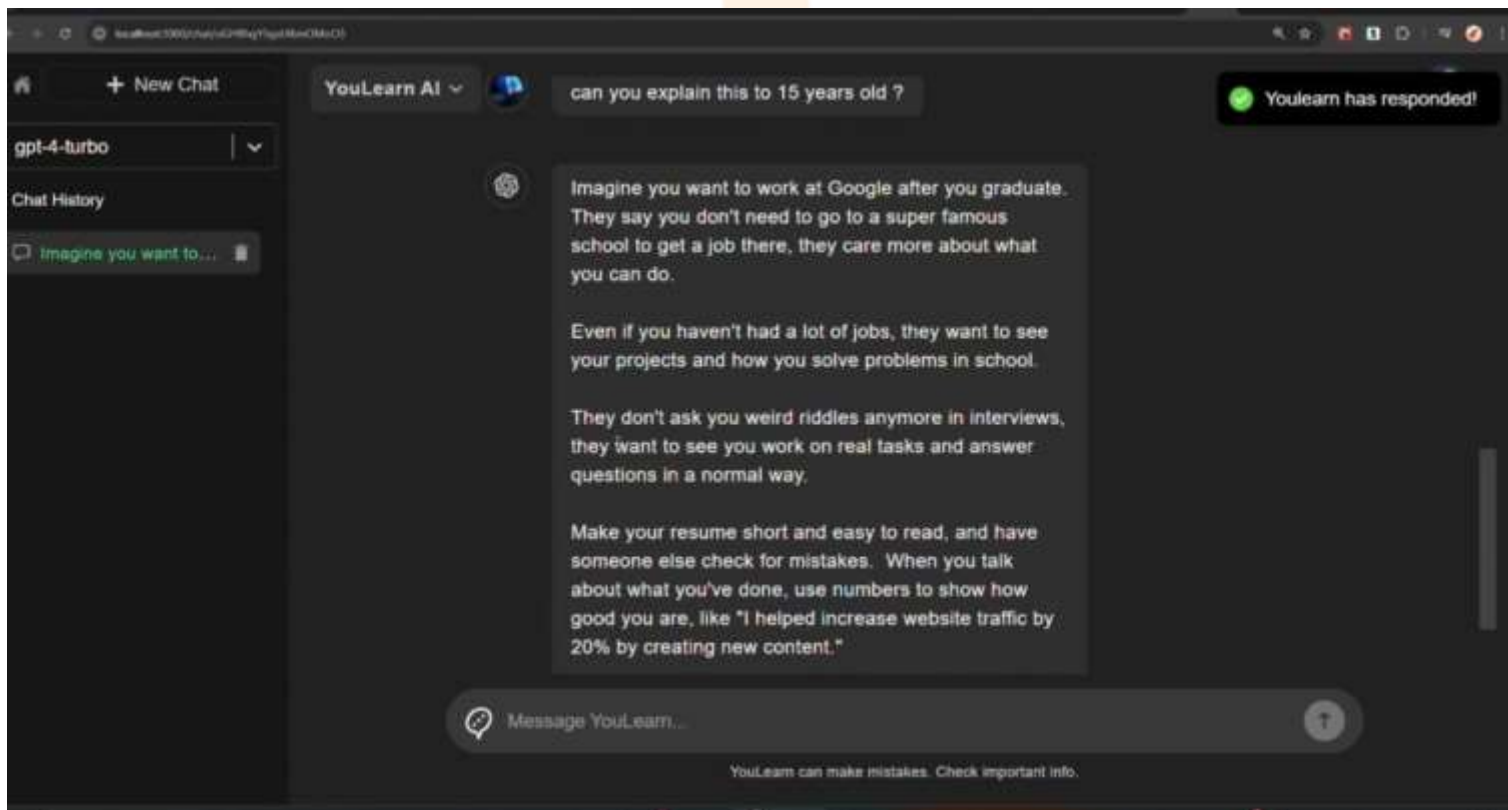 + New Chat
YouLearn AI
can you explain this to 15 years old ?
Youlearn has responded!
gpt-4-turbo
Chat History
Imagine you want to...
Imagine you want to work at Google after you graduate.
They say you don't need to go to a super famous
school to get a job there, they care more about what
you can do.
Even if you haven't had a lot of jobs, they want to see
your projects and how you solve problems in school.
They don't ask you weird riddles anymore in interviews,
they want to see you work on real tasks and answer
questions in a normal way.
Make your resume short and easy to read, and have
someone else check for mistakes.  When you talk
about what you've done, use numbers to show how
good you are, like "I helped increase website traffic by
20% by creating new content."
Message YouLearn...
YouLearn can make mistakes. Check important info.